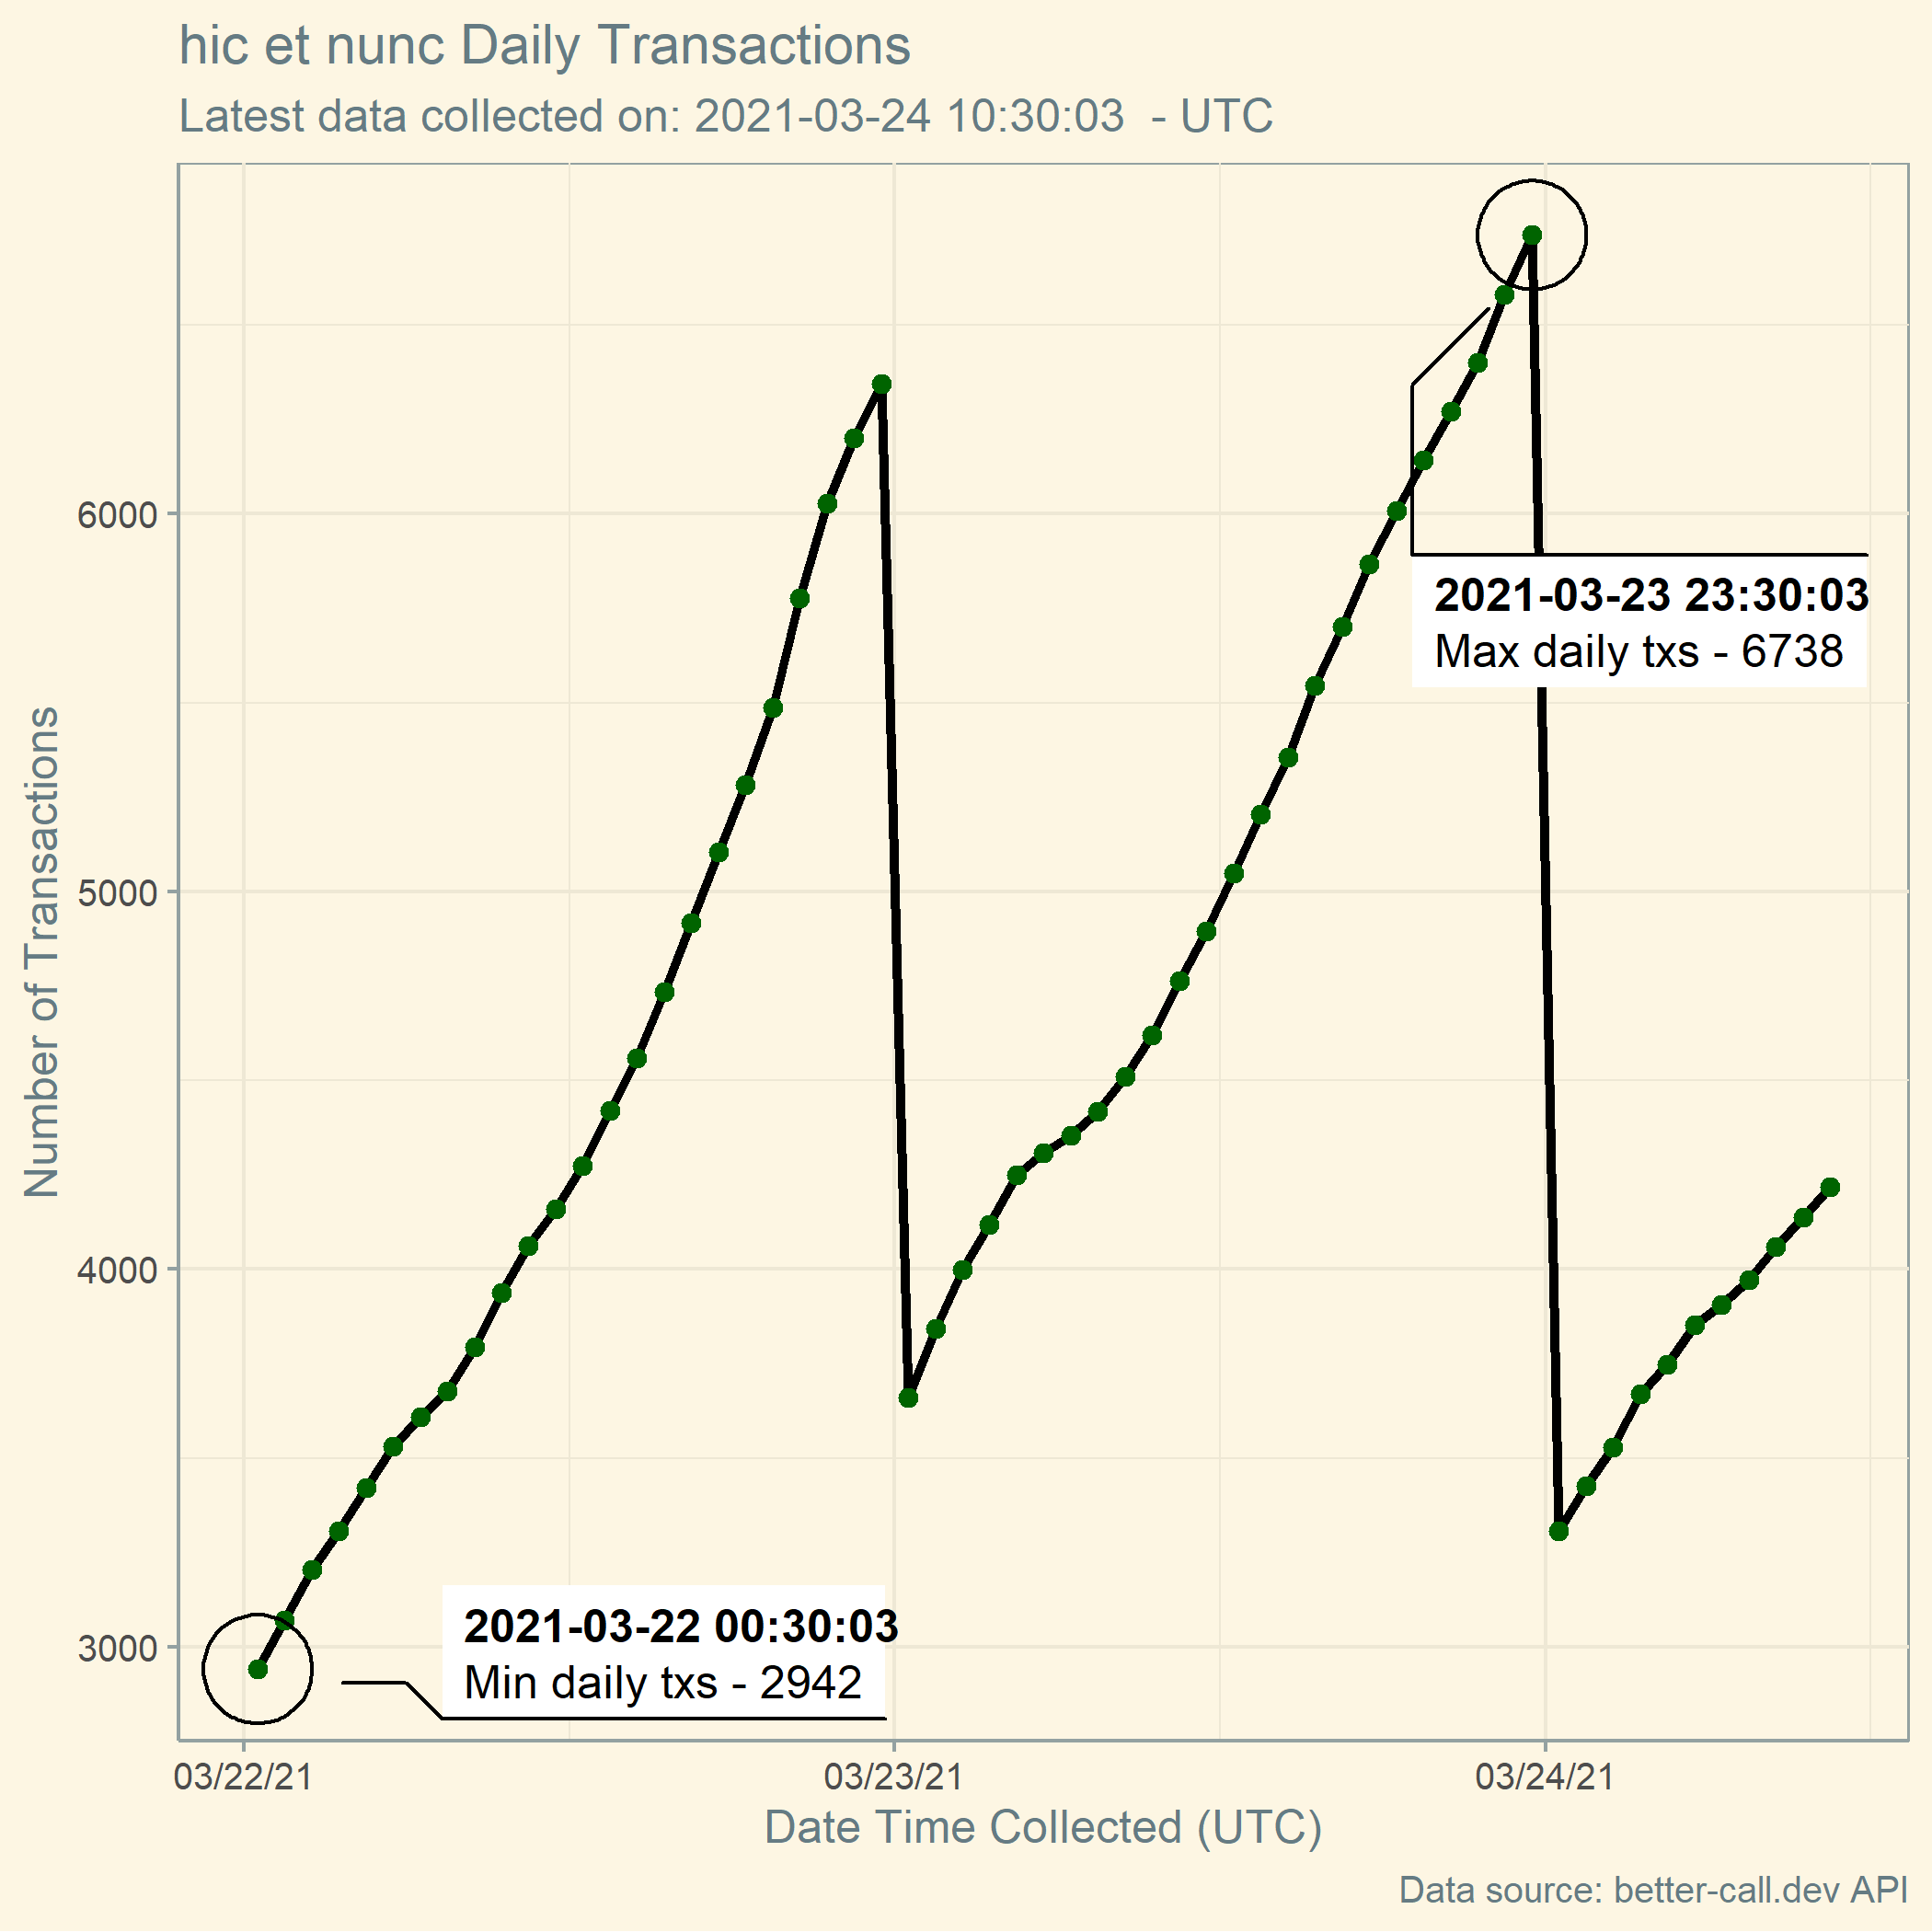 hic et nunc Daily Transactions
Latest data collected on: 2021-03-24 10:30:03  - UTC
Number of Transactions
6000
5000
4000
3000
2021-03-23 23:30:03
Max daily txs - 6738
2021-03-22 00:30:03
Min daily txs - 2942
03/22/21
03/23/21
03/24/21
Date Time Collected (UTC)
Data source: better-call.dev API